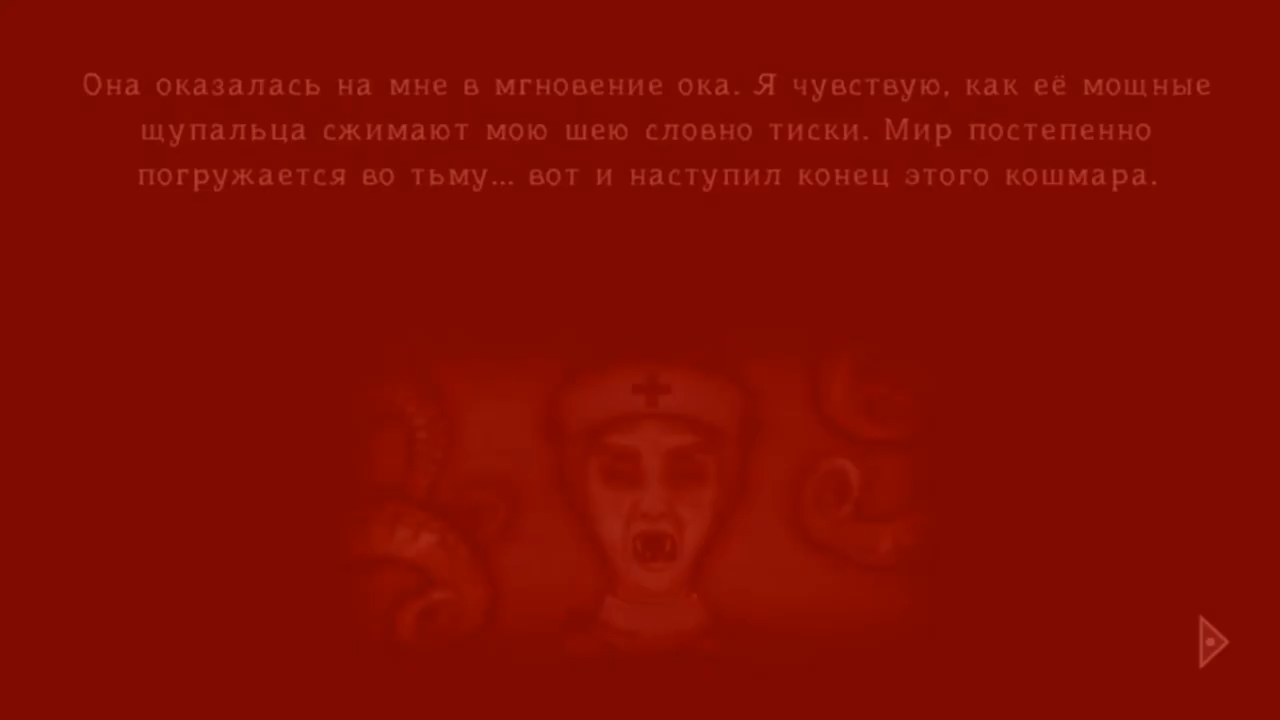 Она оказалась на мне в мгновение ока. Я чувствую, как её мощные
щупальца сжимают мою шею словно тиски. Мир постепенно
погружается во тьму... вот и наступил конец этого кошмара.